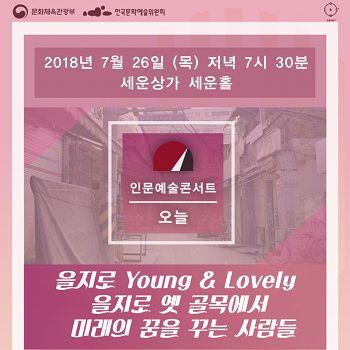 문화체육관광부 한국문화예술위원회
2018년 7월 26일 (목) 저녁 7시 30분
세운상가 세운홀
인문예술콘서트
오늘
을지로 Young & Lovely
을지로 옛 골목에서
미래의 꿈을 꾸는 사람들